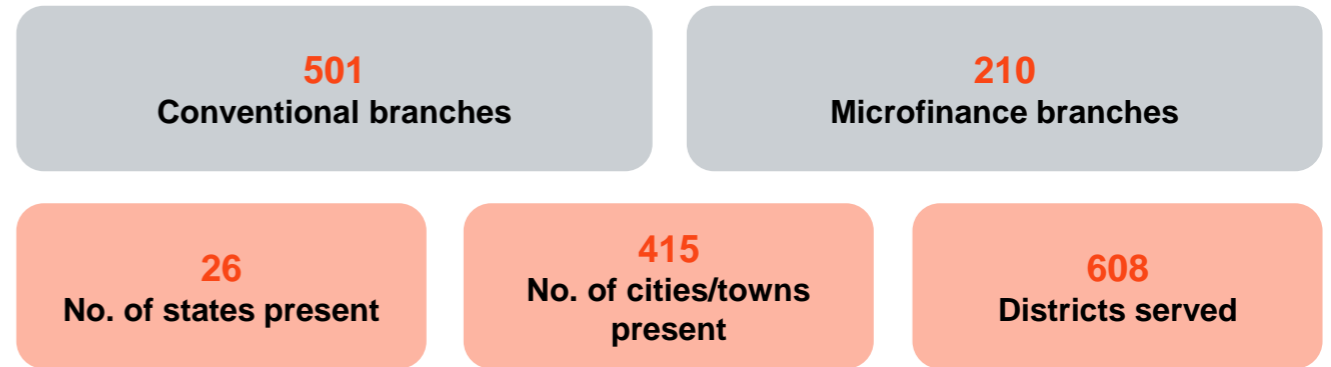 501
Conventional branches
210
Microfinance branches
26
No. of states present
415
No. of cities/towns
present
608
Districts served